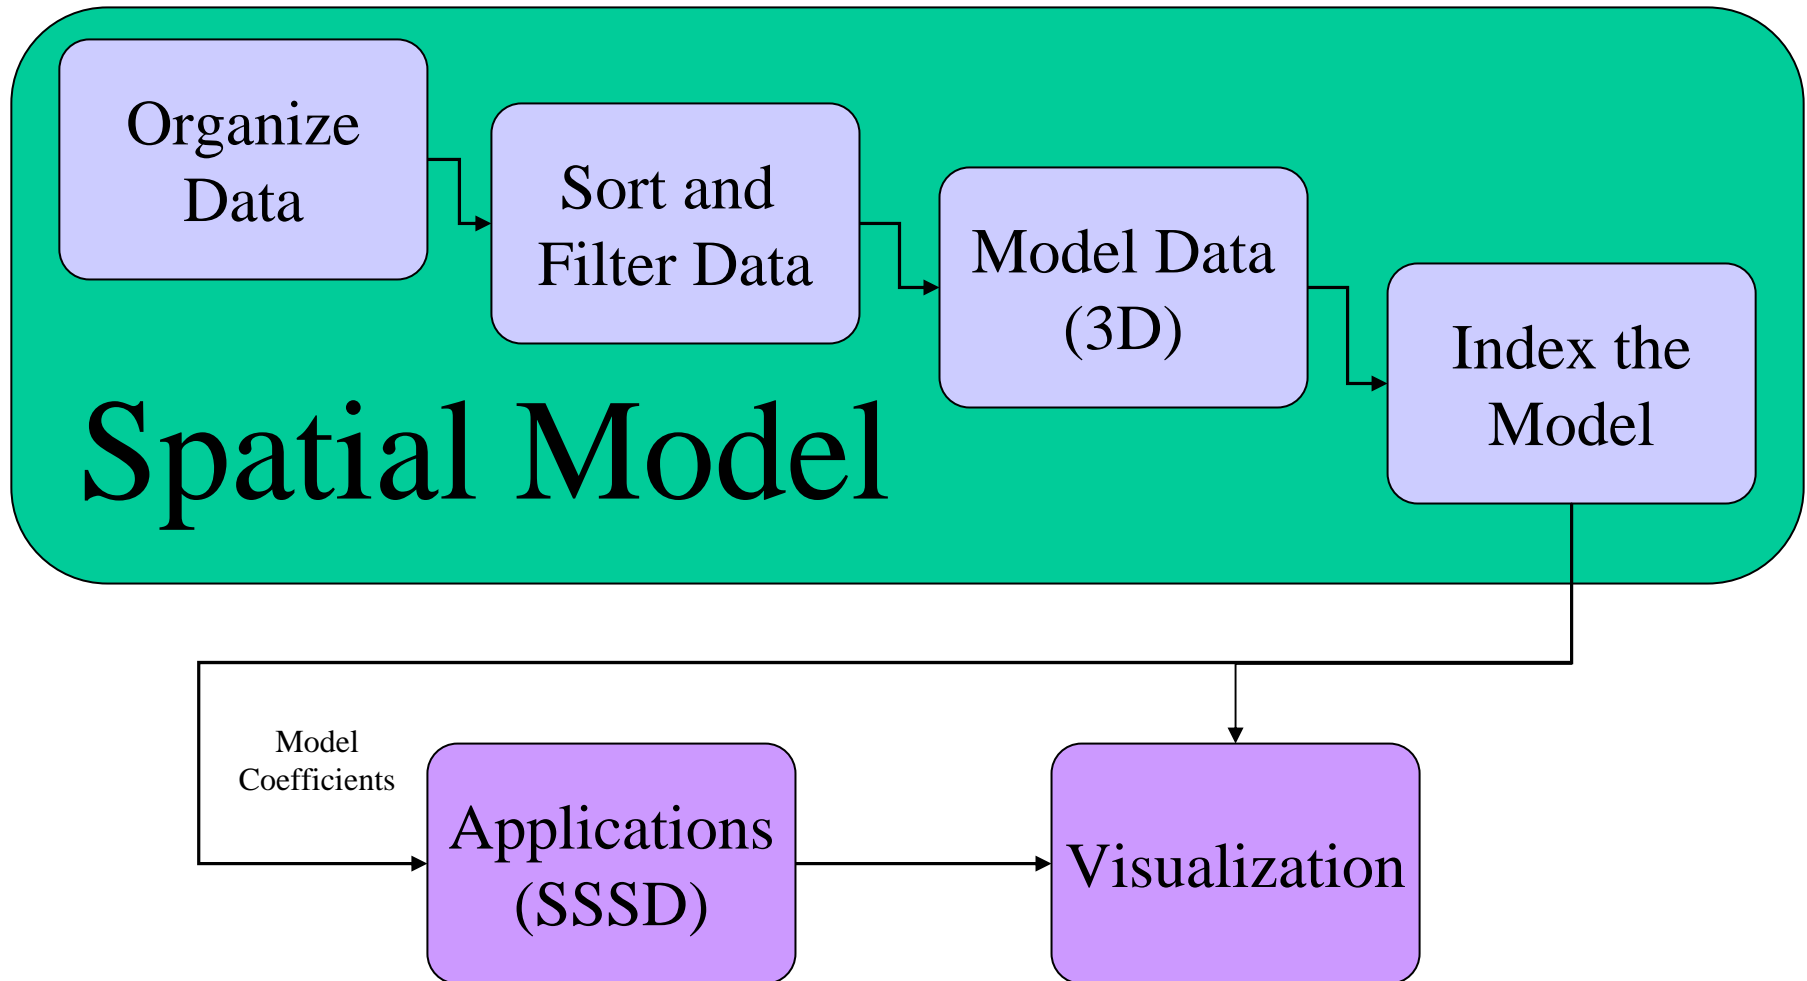 Organize
Data
Sort and
Filter Data
Model Data
(3D)
Index the
Model
Spatial Model
Model
Coefficients
Applications
(SSSD)
Visualization